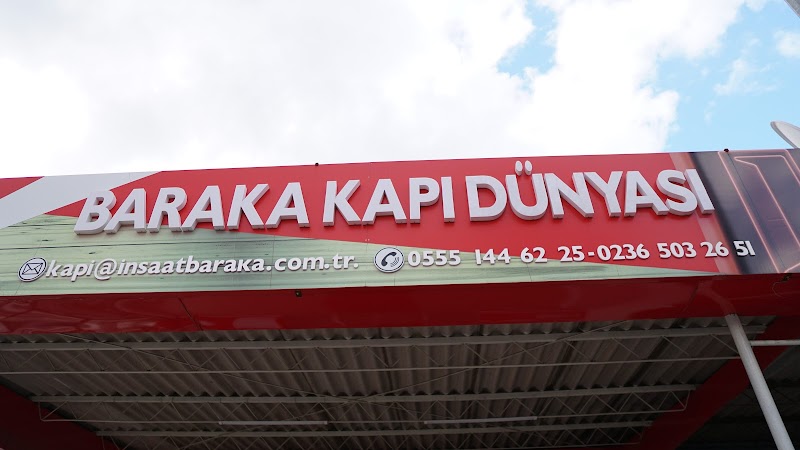 BARAKA KAPI DÜNYASI
kapi@insaatbaraka.com.tr. 0555 144 62 25-0236 503 26 51